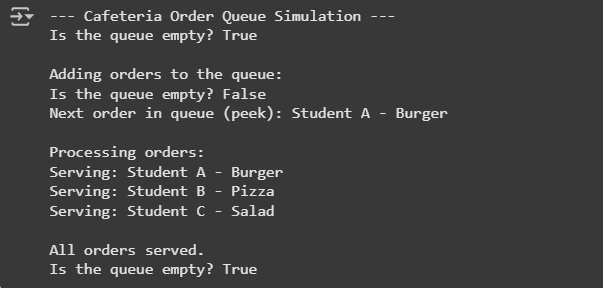 --- Cafeteria Order Queue Simulation ---
Is the queue empty? True
Adding orders to the queue:
Is the queue empty? False
Next order in queue (peek): Student A - Burger
Processing orders:
Serving: Student A - Burger
Serving: Student B - Pizza
Serving: Student C - Salad
All orders served.
Is the queue empty? True